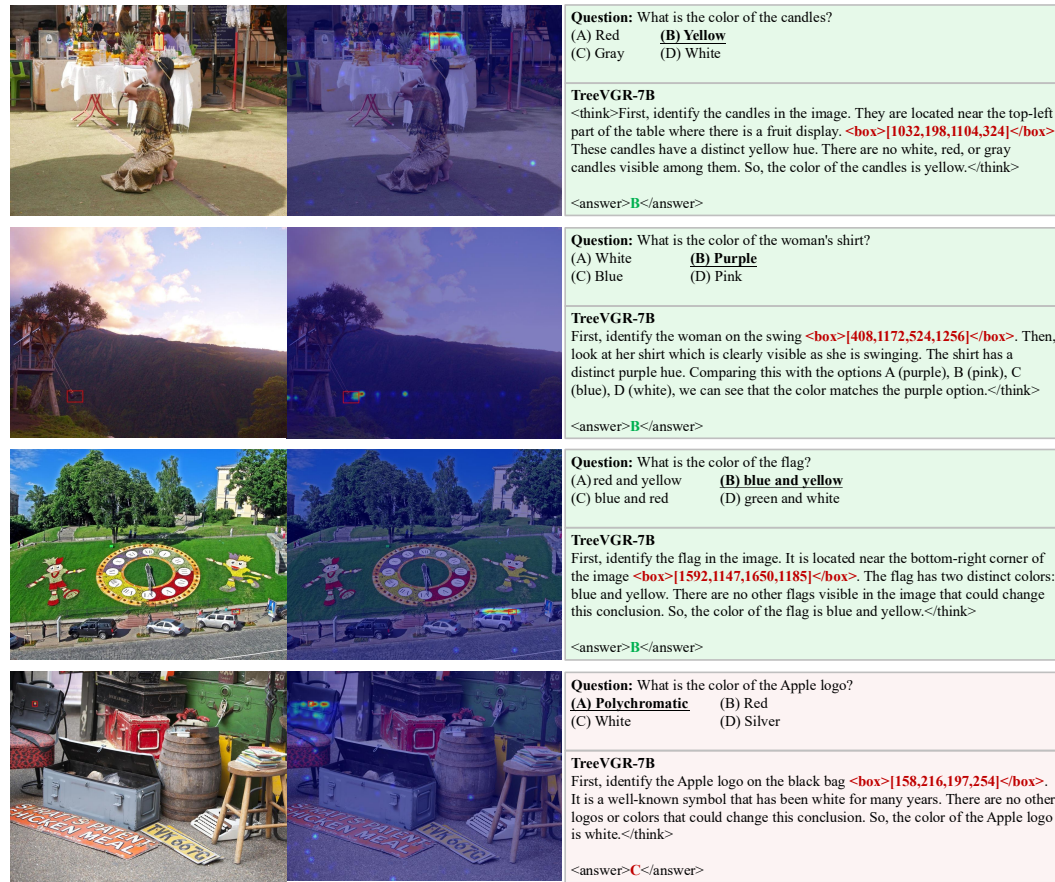 Question: What is the color of the candles?
(A) Red (B) Yellow
(C) Gray (D) White
TreeVGR-7B
<think>First, identify the candles in the image. They are located near the top-left
part of the table where there is a fruit display. <box>[1032,198,1104,324]</box>
These candles have a distinct yellow hue. There are no white, red, or gray
candles visible among them. So, the color of the candles is yellow.</think>
<answer>B</answer>
Question: What is the color of the woman's shirt?
(A) White (B) Purple
(C) Blue (D) Pink
TreeVGR-7B
First, identify the woman on the swing <box>[408,1172,524,1256]</box>. Then,
look at her shirt which is clearly visible as she is swinging. The shirt has a
distinct purple hue. Comparing this with the options A (purple), B (pink), C
(blue), D (white), we can see that the color matches the purple option.</think>
<answer>B</answer>
Question: What is the color of the flag?
(A) red and yellow (B) blue and yellow
(C) blue and red (D) green and white
TreeVGR-7B
First, identify the flag in the image. It is located near the bottom-right corner of
the image <box>[1592,1147,1650,1185]</box>. The flag has two distinct colors:
blue and yellow. There are no other flags visible in the image that could change
this conclusion. So, the color of the flag is blue and yellow.</think>
<answer>B</answer>
CHICKEN MEAL
Question: What is the color of the Apple logo?
(A) Polychromatic (B) Red
(C) White (D) Silver
TreeVGR-7B
First, identify the Apple logo on the black bag <box>[158,216,197,254]</box>.
It is a well-known symbol that has been white for many years. There are no other
logos or colors that could change this conclusion. So, the color of the Apple logo
is white.</think>
<answer>C</answer>